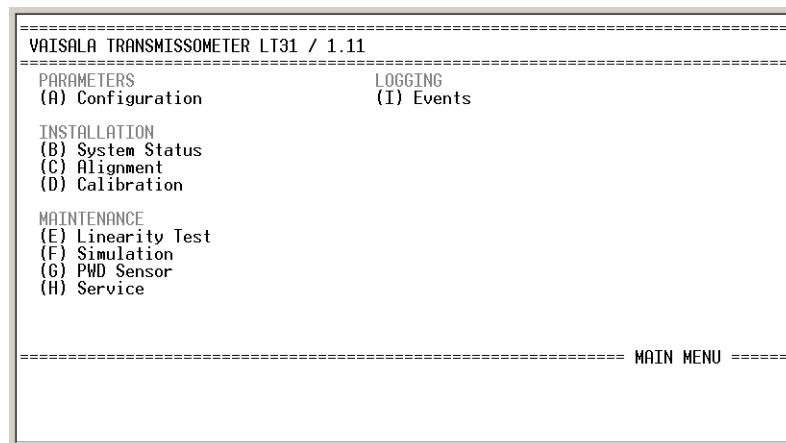 ================================================================================
VAISALA TRANSMISSOMETER LT31 / 1.11
================================================================================
PARAMETERS
(A) Configuration
INSTALLATION
(B) System Status
(C) Alignment
(D) Calibration
MAINTENANCE
(E) Linearity Test
(F) Simulation
(G) PWD Sensor
(H) Service
LOGGING
(I) Events
=============================================================== MAIN MENU ======